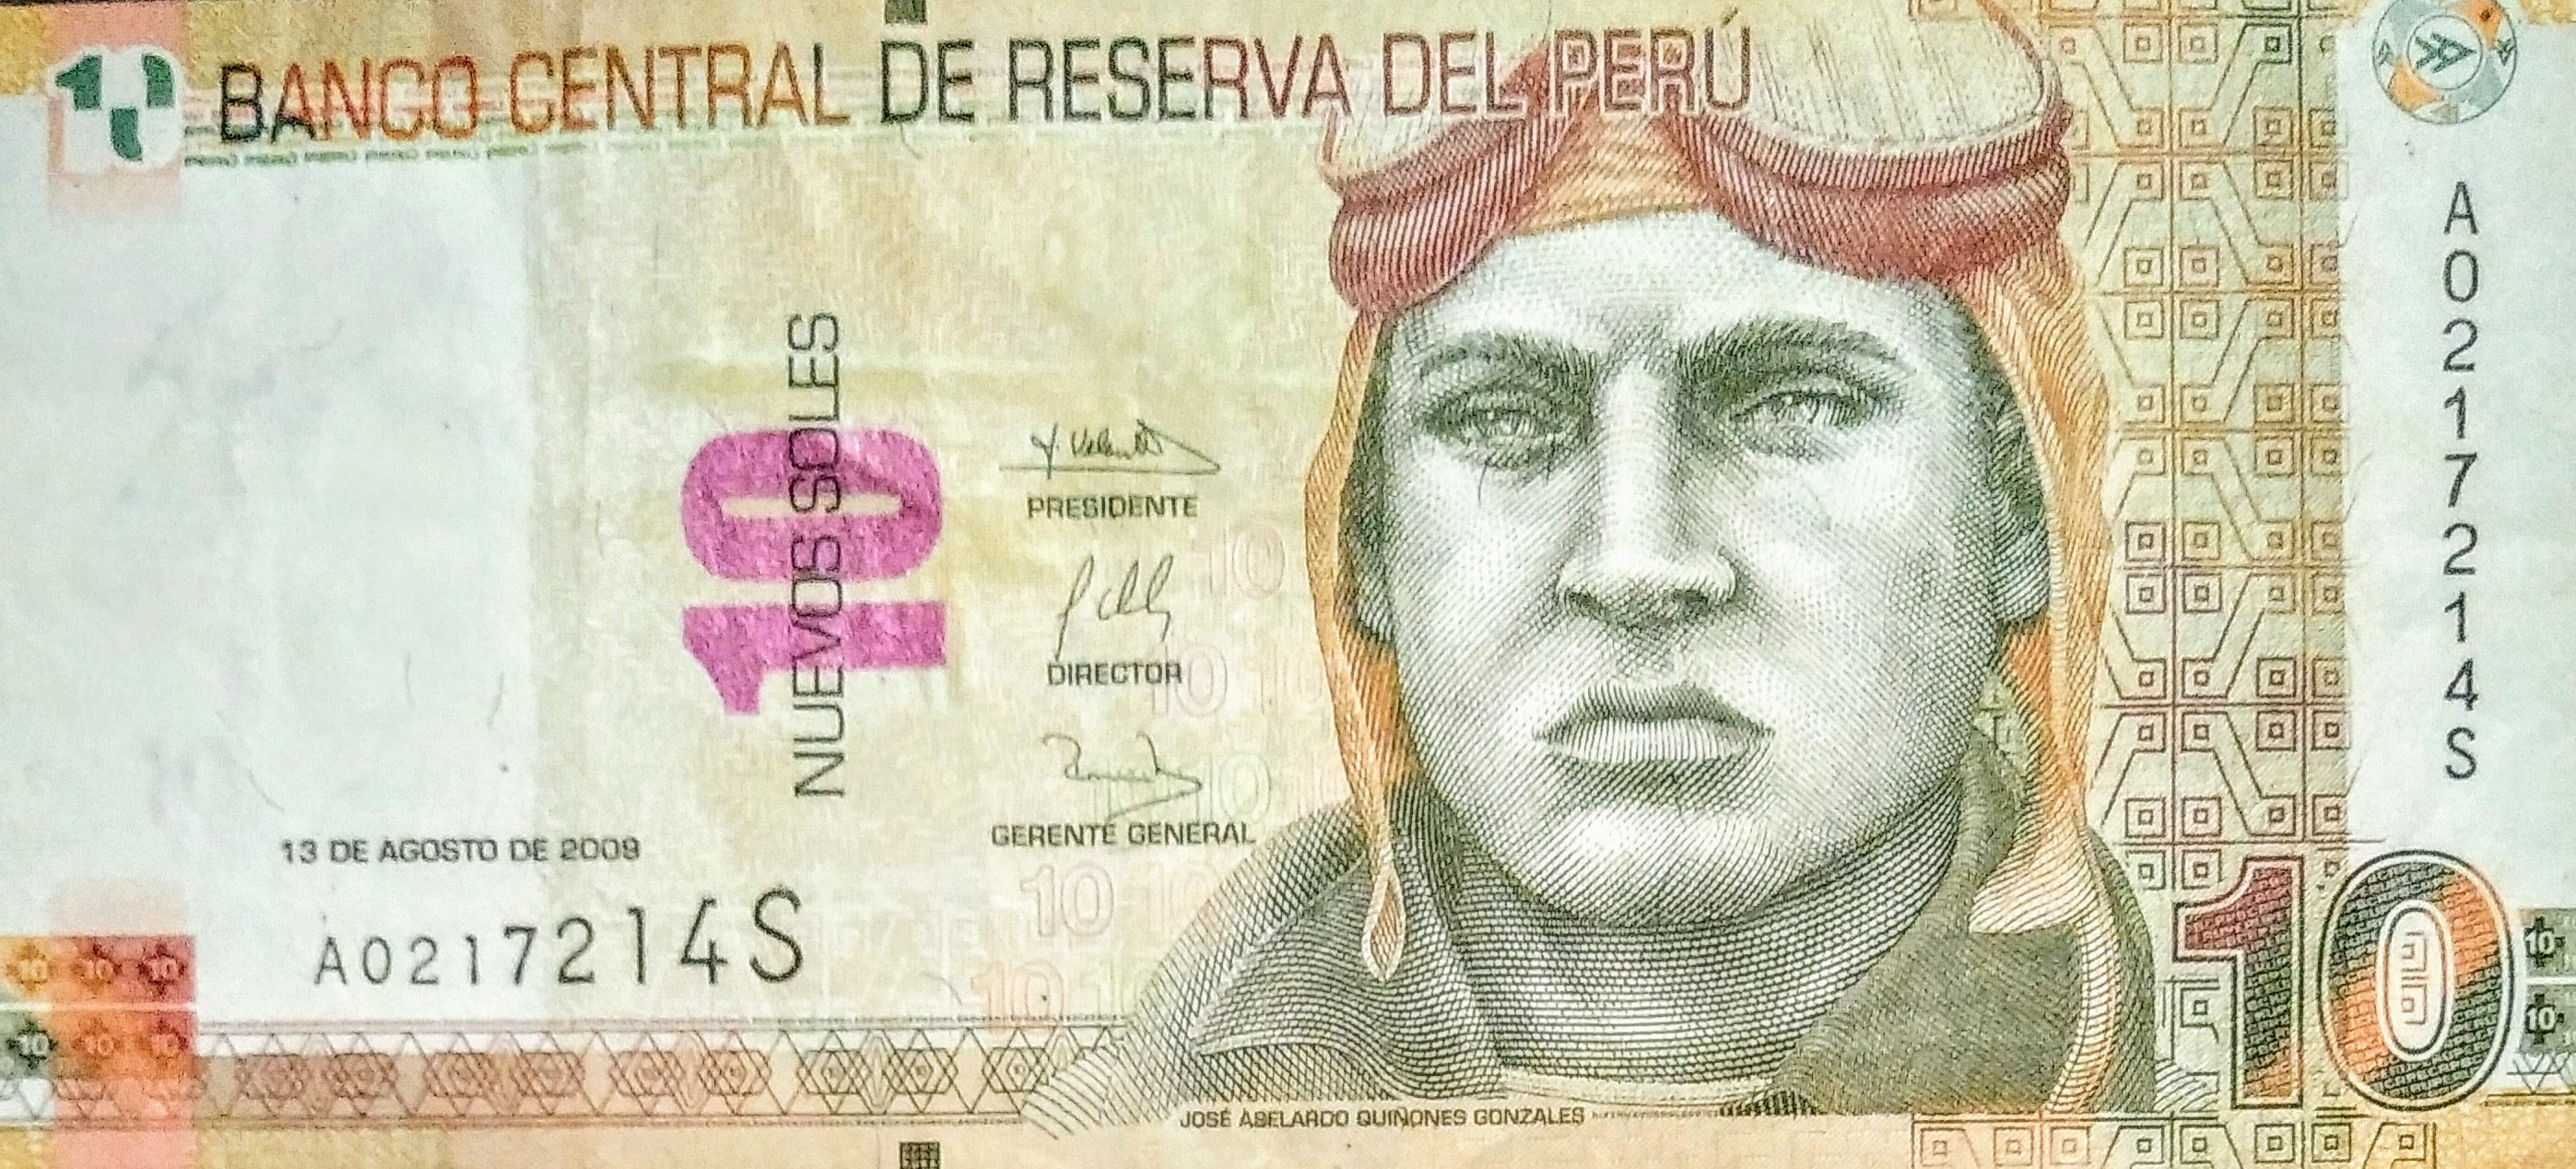 10 BANCO CENTRAL DE RESERVA DEL PERÚ
A0217214S
10
NUEVOS SOLES
PRESIDENTE
DIRECTOR
GERENTE GENERAL
13 DE AGOSTO DE 2009
A0217214S
10
JOSÉ ABELARDO QUIÑONES GONZALES